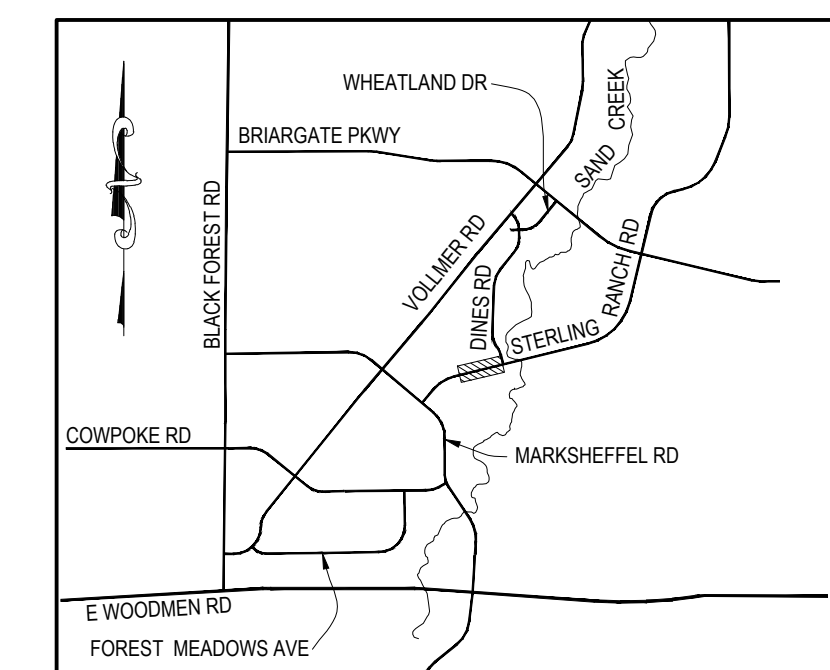 WHEATLAND DR
SAND CREEK
BRIARGATE PKWY
BLACK FOREST RD
VOLLMER RD
DINES RD
STERLING RANCH RD
COWPOKE RD
MARKSHEFFEL RD
E WOODMEN RD
FOREST MEADOWS AVE